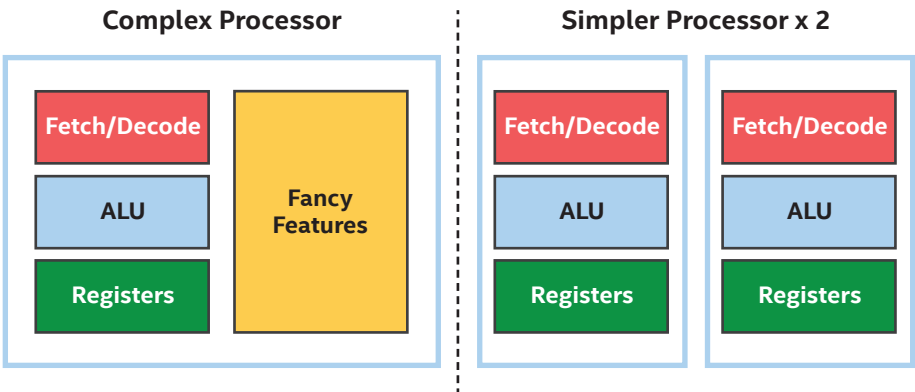 Complex Processor
Fetch/Decode
ALU
Registers
Fancy
Features
Simpler Processor x 2
Fetch/Decode
ALU
Registers
Fetch/Decode
ALU
Registers